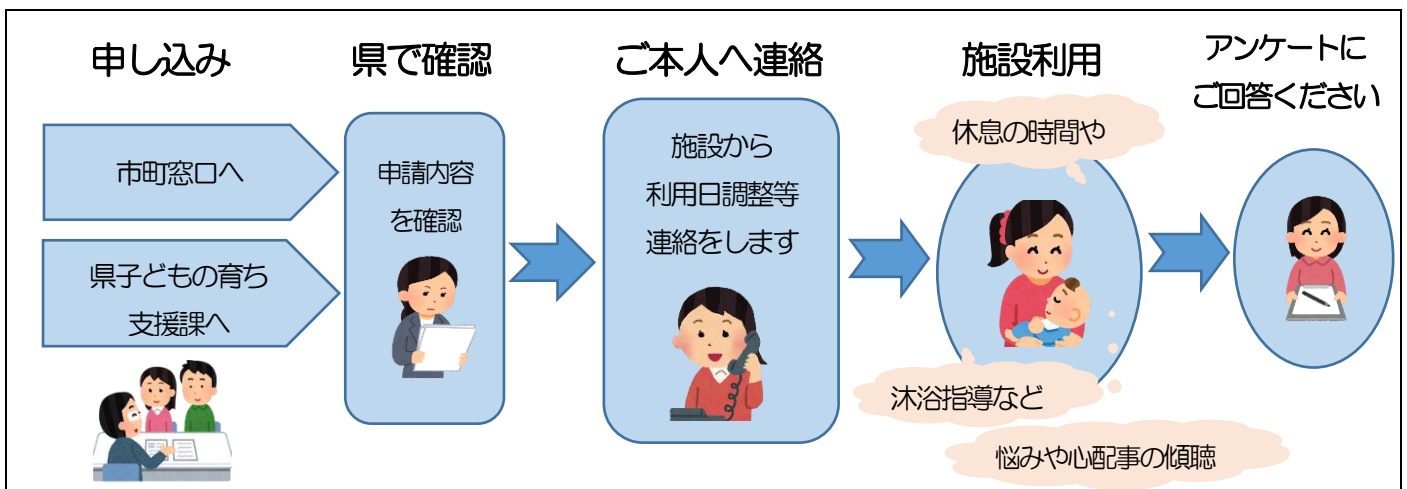 申し込み
県で確認
ご本人へ連絡
施設利用
アンケートに
ご回答ください
市町窓口へ
県子どもの育ち
支援課へ
申請内容
を確認
施設から
利用日調整等
連絡をします
休息の時間や
沐浴指導など
悩みや心配事の傾聴